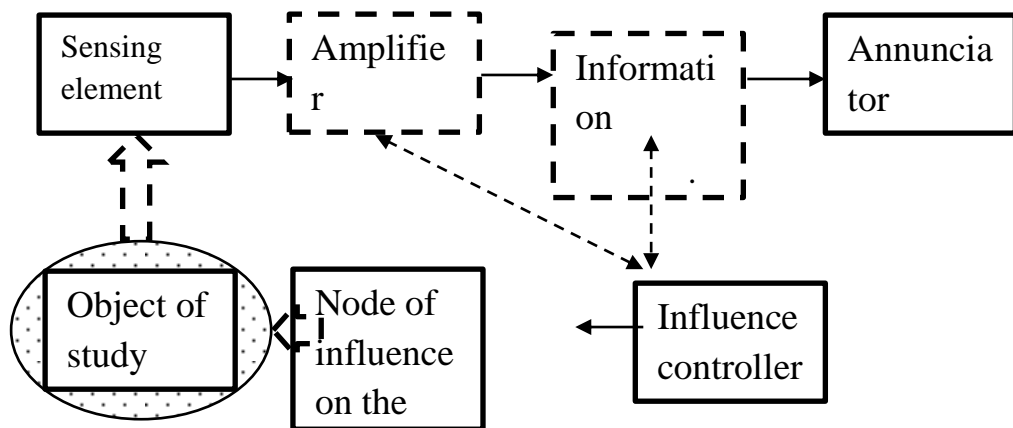 Sensing
element
Amplifie
r
Informati
on
.
Annuncia
tor
Object of
study
Node of
influence
on the
Influence
controller